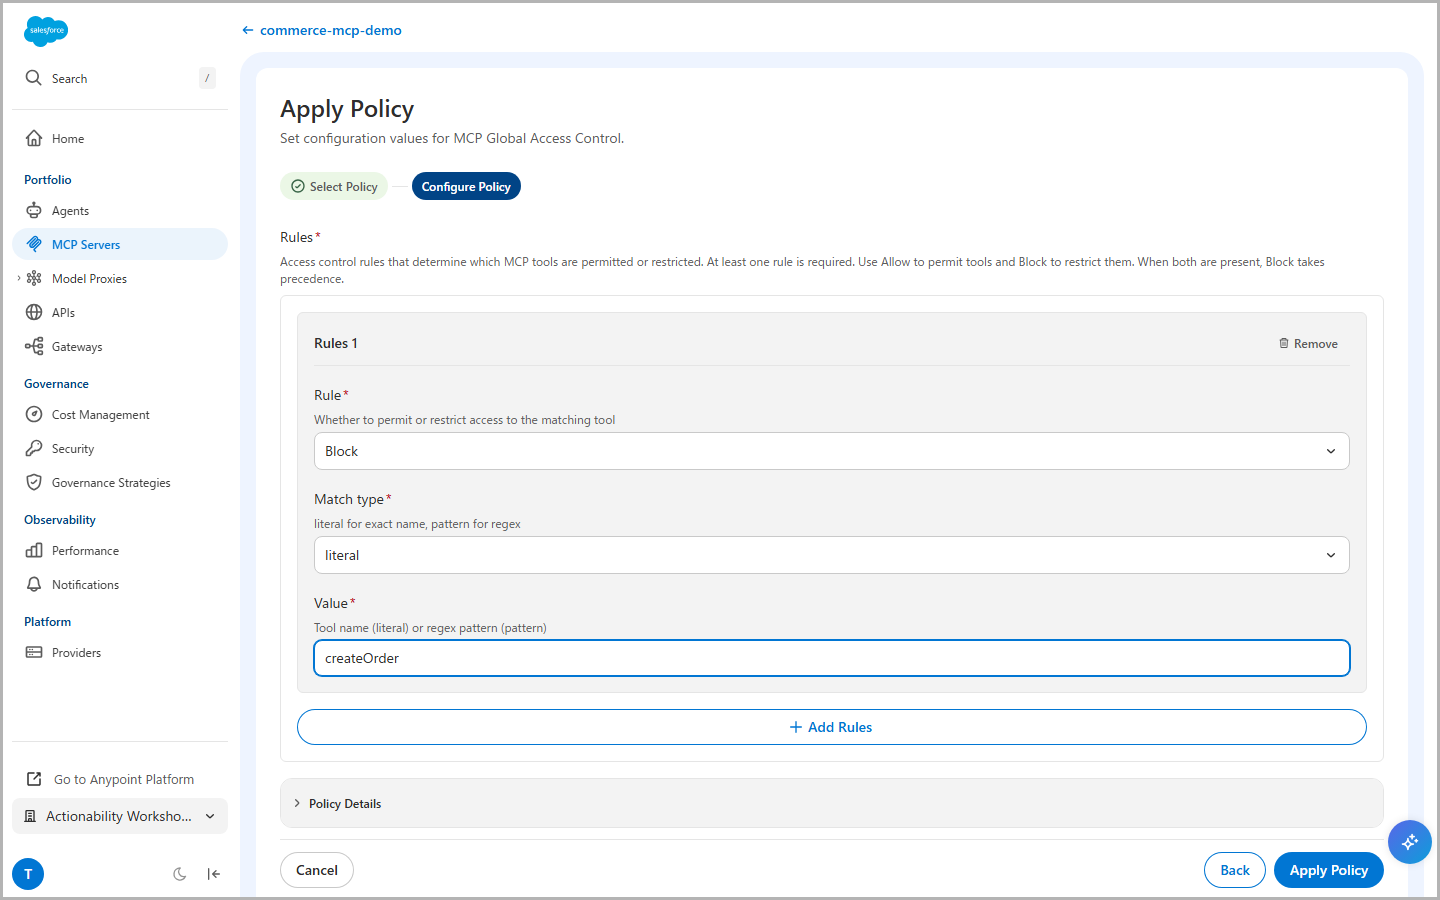 salesforce
Search
/
Home
Portfolio
Agents
MCP Servers
Model Proxies
APIs
Gateways
Governance
Cost Management
Security
Governance Strategies
Observability
Performance
Notifications
Platform
Providers
Go to Anypoint Platform
Actionability Worksho...
T
commerce-mcp-demo
Apply Policy
Set configuration values for MCP Global Access Control.
Select Policy
Configure Policy
Rules*
Access control rules that determine which MCP tools are permitted or restricted. At least one rule is required. Use Allow to permit tools and Block to restrict them. When both are present, Block takes
precedence.
Rules 1
Remove
Rule*
Whether to permit or restrict access to the matching tool
Block
Match type*
literal for exact name, pattern for regex
literal
Value*
Tool name (literal) or regex pattern (pattern)
createOrder
+ Add Rules
Policy Details
Cancel
Back
Apply Policy